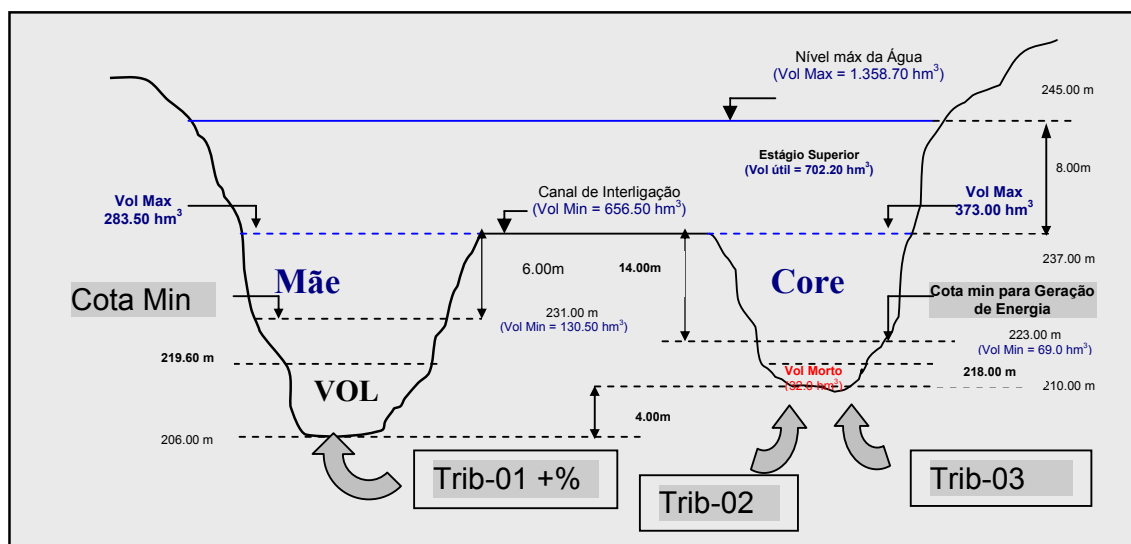 Nível máx da Água
(Vol Max = 1.358.70 hm³)
245.00 m
Estágio Superior
(Vol útil = 702.20 hm³)
8.00m
Vol Max
283.50 hm³
Canal de Interligação
(Vol Min = 656.50 hm³)
Vol Max
373.00 hm³
237.00 m
Mãe
6.00m
14.00m
Core
Cota Min
Cota min para Geração
de Energia
231.00 m
(Vol Min = 130.50 hm³)
223.00 m
(Vol Min = 69.0 hm³)
219.60 m
218.00 m
VOL
Vol Morto
(32.0 hm³)
210.00 m
4.00m
206.00 m
Trib-01 +%
Trib-02
Trib-03